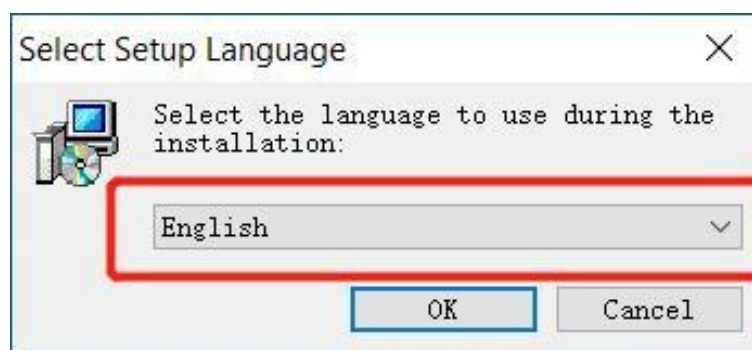 Select Setup Language
Select the language to use during the
installation:
English
OK
Cancel